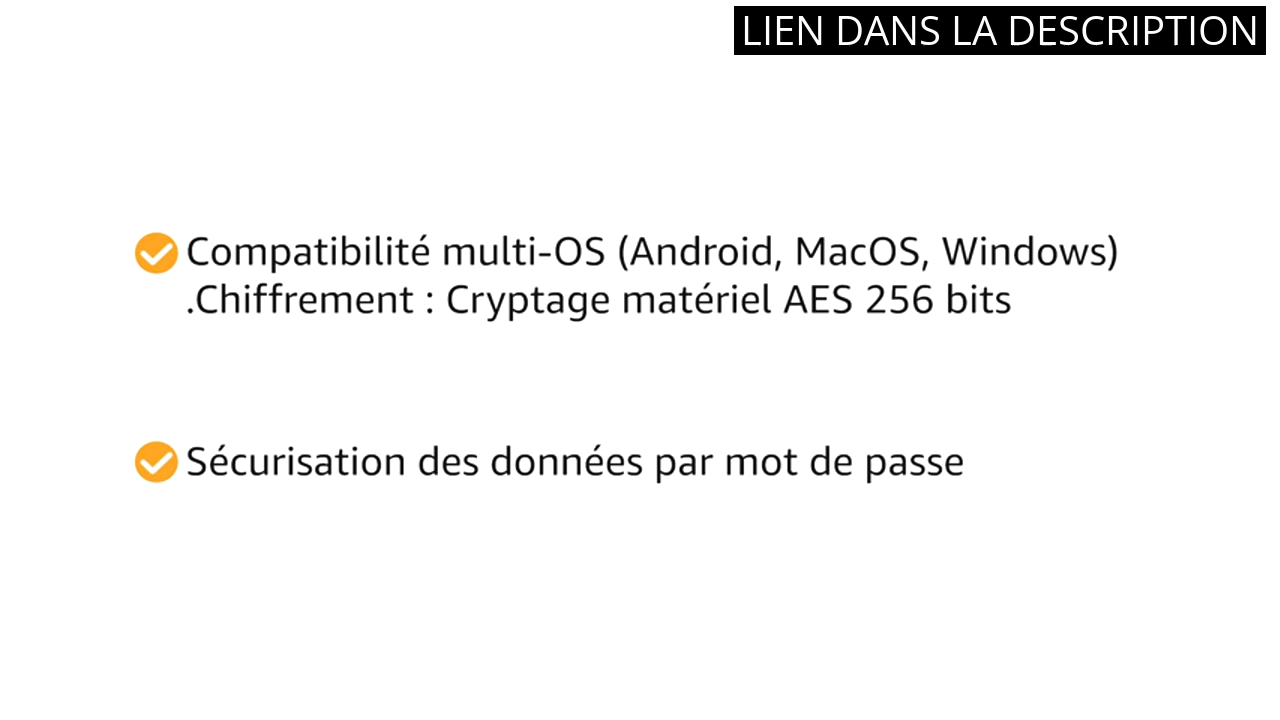 LIEN DANS LA DESCRIPTION
Compatibilité multi-OS (Android, MacOS, Windows)
.Chiffrement : Cryptage matériel AES 256 bits
Sécurisation des données par mot de passe